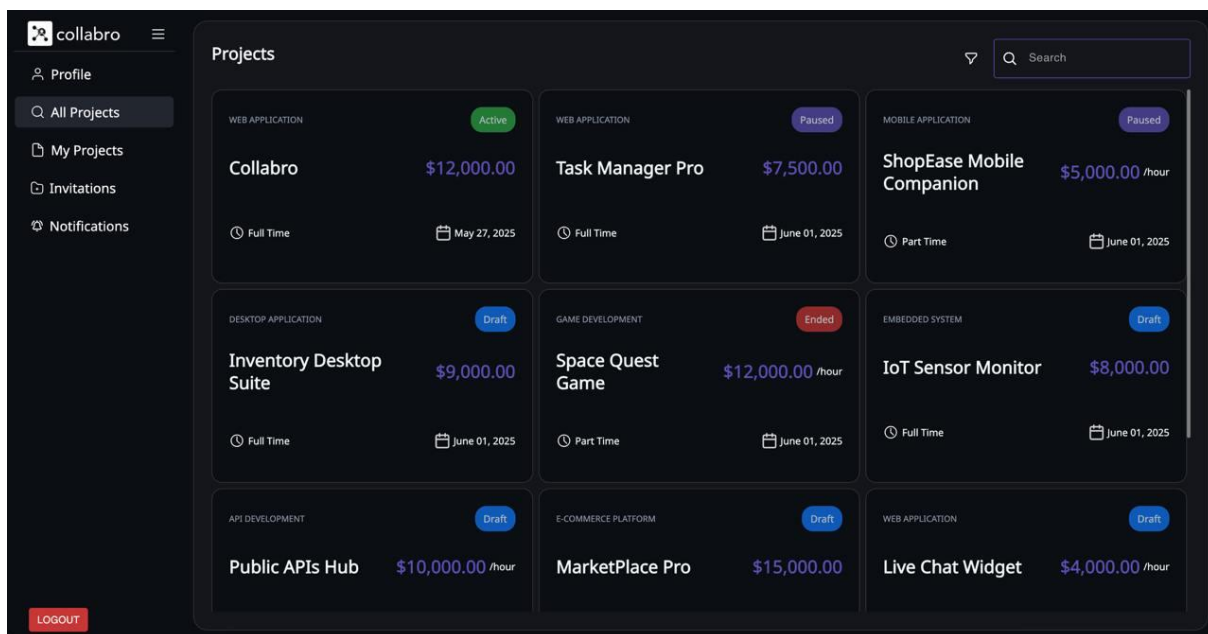 collabro
Profile
All Projects
My Projects
Invitations
Notifications
LOGOUT
Projects
Search
WEB APPLICATION
Active
Collabro
$12,000.00
Full Time
May 27, 2025
WEB APPLICATION
Paused
Task Manager Pro
$7,500.00
Full Time
June 01, 2025
MOBILE APPLICATION
Paused
ShopEase Mobile
Companion
$5,000.00 /hour
Part Time
June 01, 2025
DESKTOP APPLICATION
Draft
Inventory Desktop
Suite
$9,000.00
Full Time
June 01, 2025
GAME DEVELOPMENT
Ended
Space Quest
Game
$12,000.00 /hour
Part Time
June 01, 2025
EMBEDDED SYSTEM
Draft
IoT Sensor Monitor
$8,000.00
Full Time
June 01, 2025
API DEVELOPMENT
Draft
Public APIs Hub
$10,000.00 /hour
E-COMMERCE PLATFORM
Draft
MarketPlace Pro
$15,000.00
WEB APPLICATION
Draft
Live Chat Widget
$4,000.00 /hour